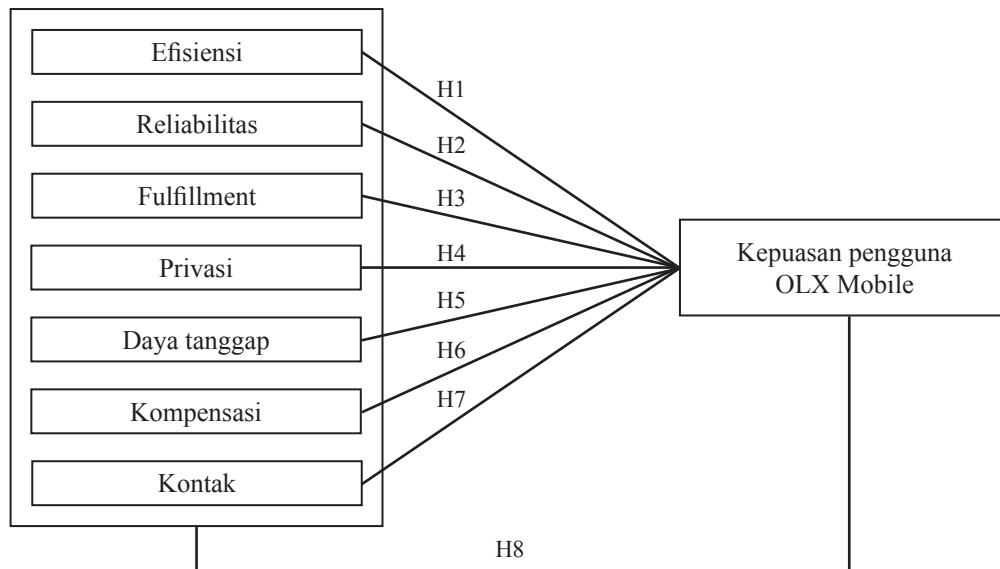 Efisiensi
Reliabilitas
Fulfillment
Privasi
Daya tanggap
Kompensasi
Kontak
H1
H2
H3
H4
H5
H6
H7
Kepuasan pengguna
OLX Mobile
H8